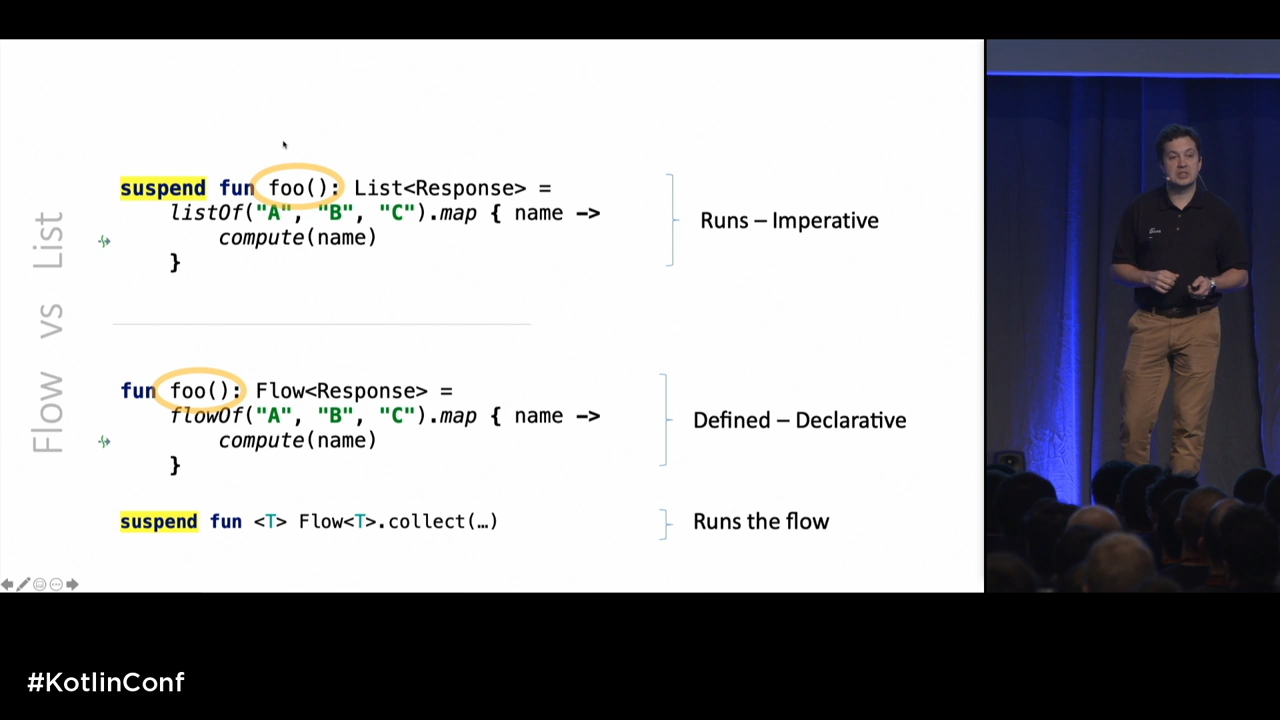 Flow vs List
suspend fun foo(): List<Response> =
listOf("A", "B", "C").map { name ->
compute(name)
}
Runs – Imperative
fun foo(): Flow<Response> =
flowOf("A", "B", "C").map { name ->
compute(name)
}
Defined – Declarative
suspend fun <T> Flow<T>.collect(…)
Runs the flow
#KotlinConf